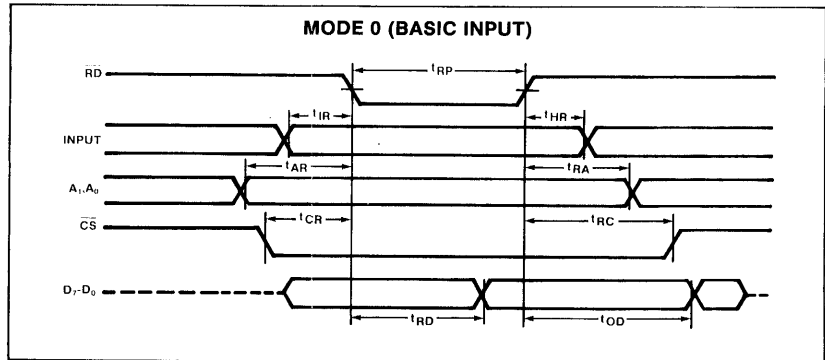 MODE 0 (BASIC INPUT)
RD
tRP
tIR
tHR
INPUT
tAR
tRA
A1,A0
tCR
tRC
CS
D7-D0
tRD
tOD